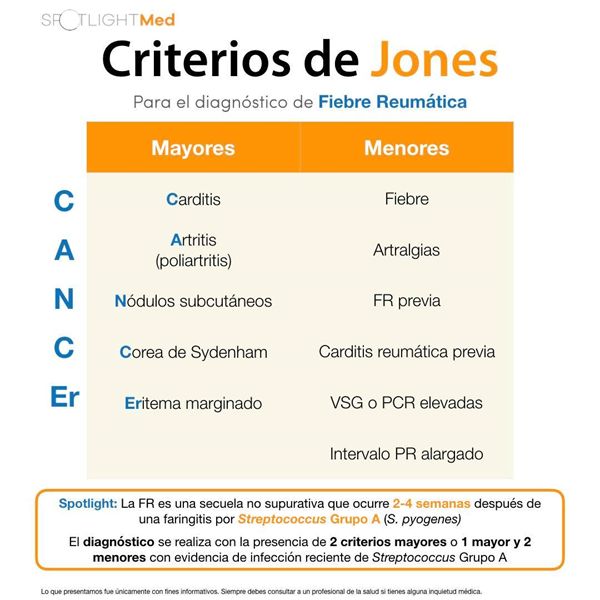 SPOTLIGHTMed
Criterios de Jones
Para el diagnóstico de Fiebre Reumática
Mayores Menores
C Carditis Fiebre
A Artritis (poliartritis) Artralgias
N Nódulos subcutáneos FR previa
C Corea de Sydenham Carditis reumática previa
Er Eritema marginado VSG o PCR elevadas
Intervalo PR alargado
Spotlight: La FR es una secuela no supurativa que ocurre 2-4 semanas después de
una faringitis por Streptococcus Grupo A (S. pyogenes)
El diagnóstico se realiza con la presencia de 2 criterios mayores o 1 mayor y 2
menores con evidencia de infección reciente de Streptococcus Grupo A
Lo que presentamos fue únicamente con fines informativos. Siempre debes consultar a un profesional de la salud si tienes alguna inquietud médica.